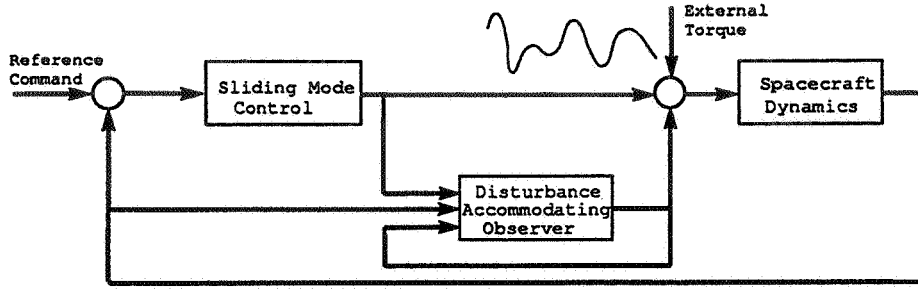 External
Torque
Reference
Command
Sliding Mode
Control
Spacecraft
Dynamics
Disturbance
Accommodating
Observer